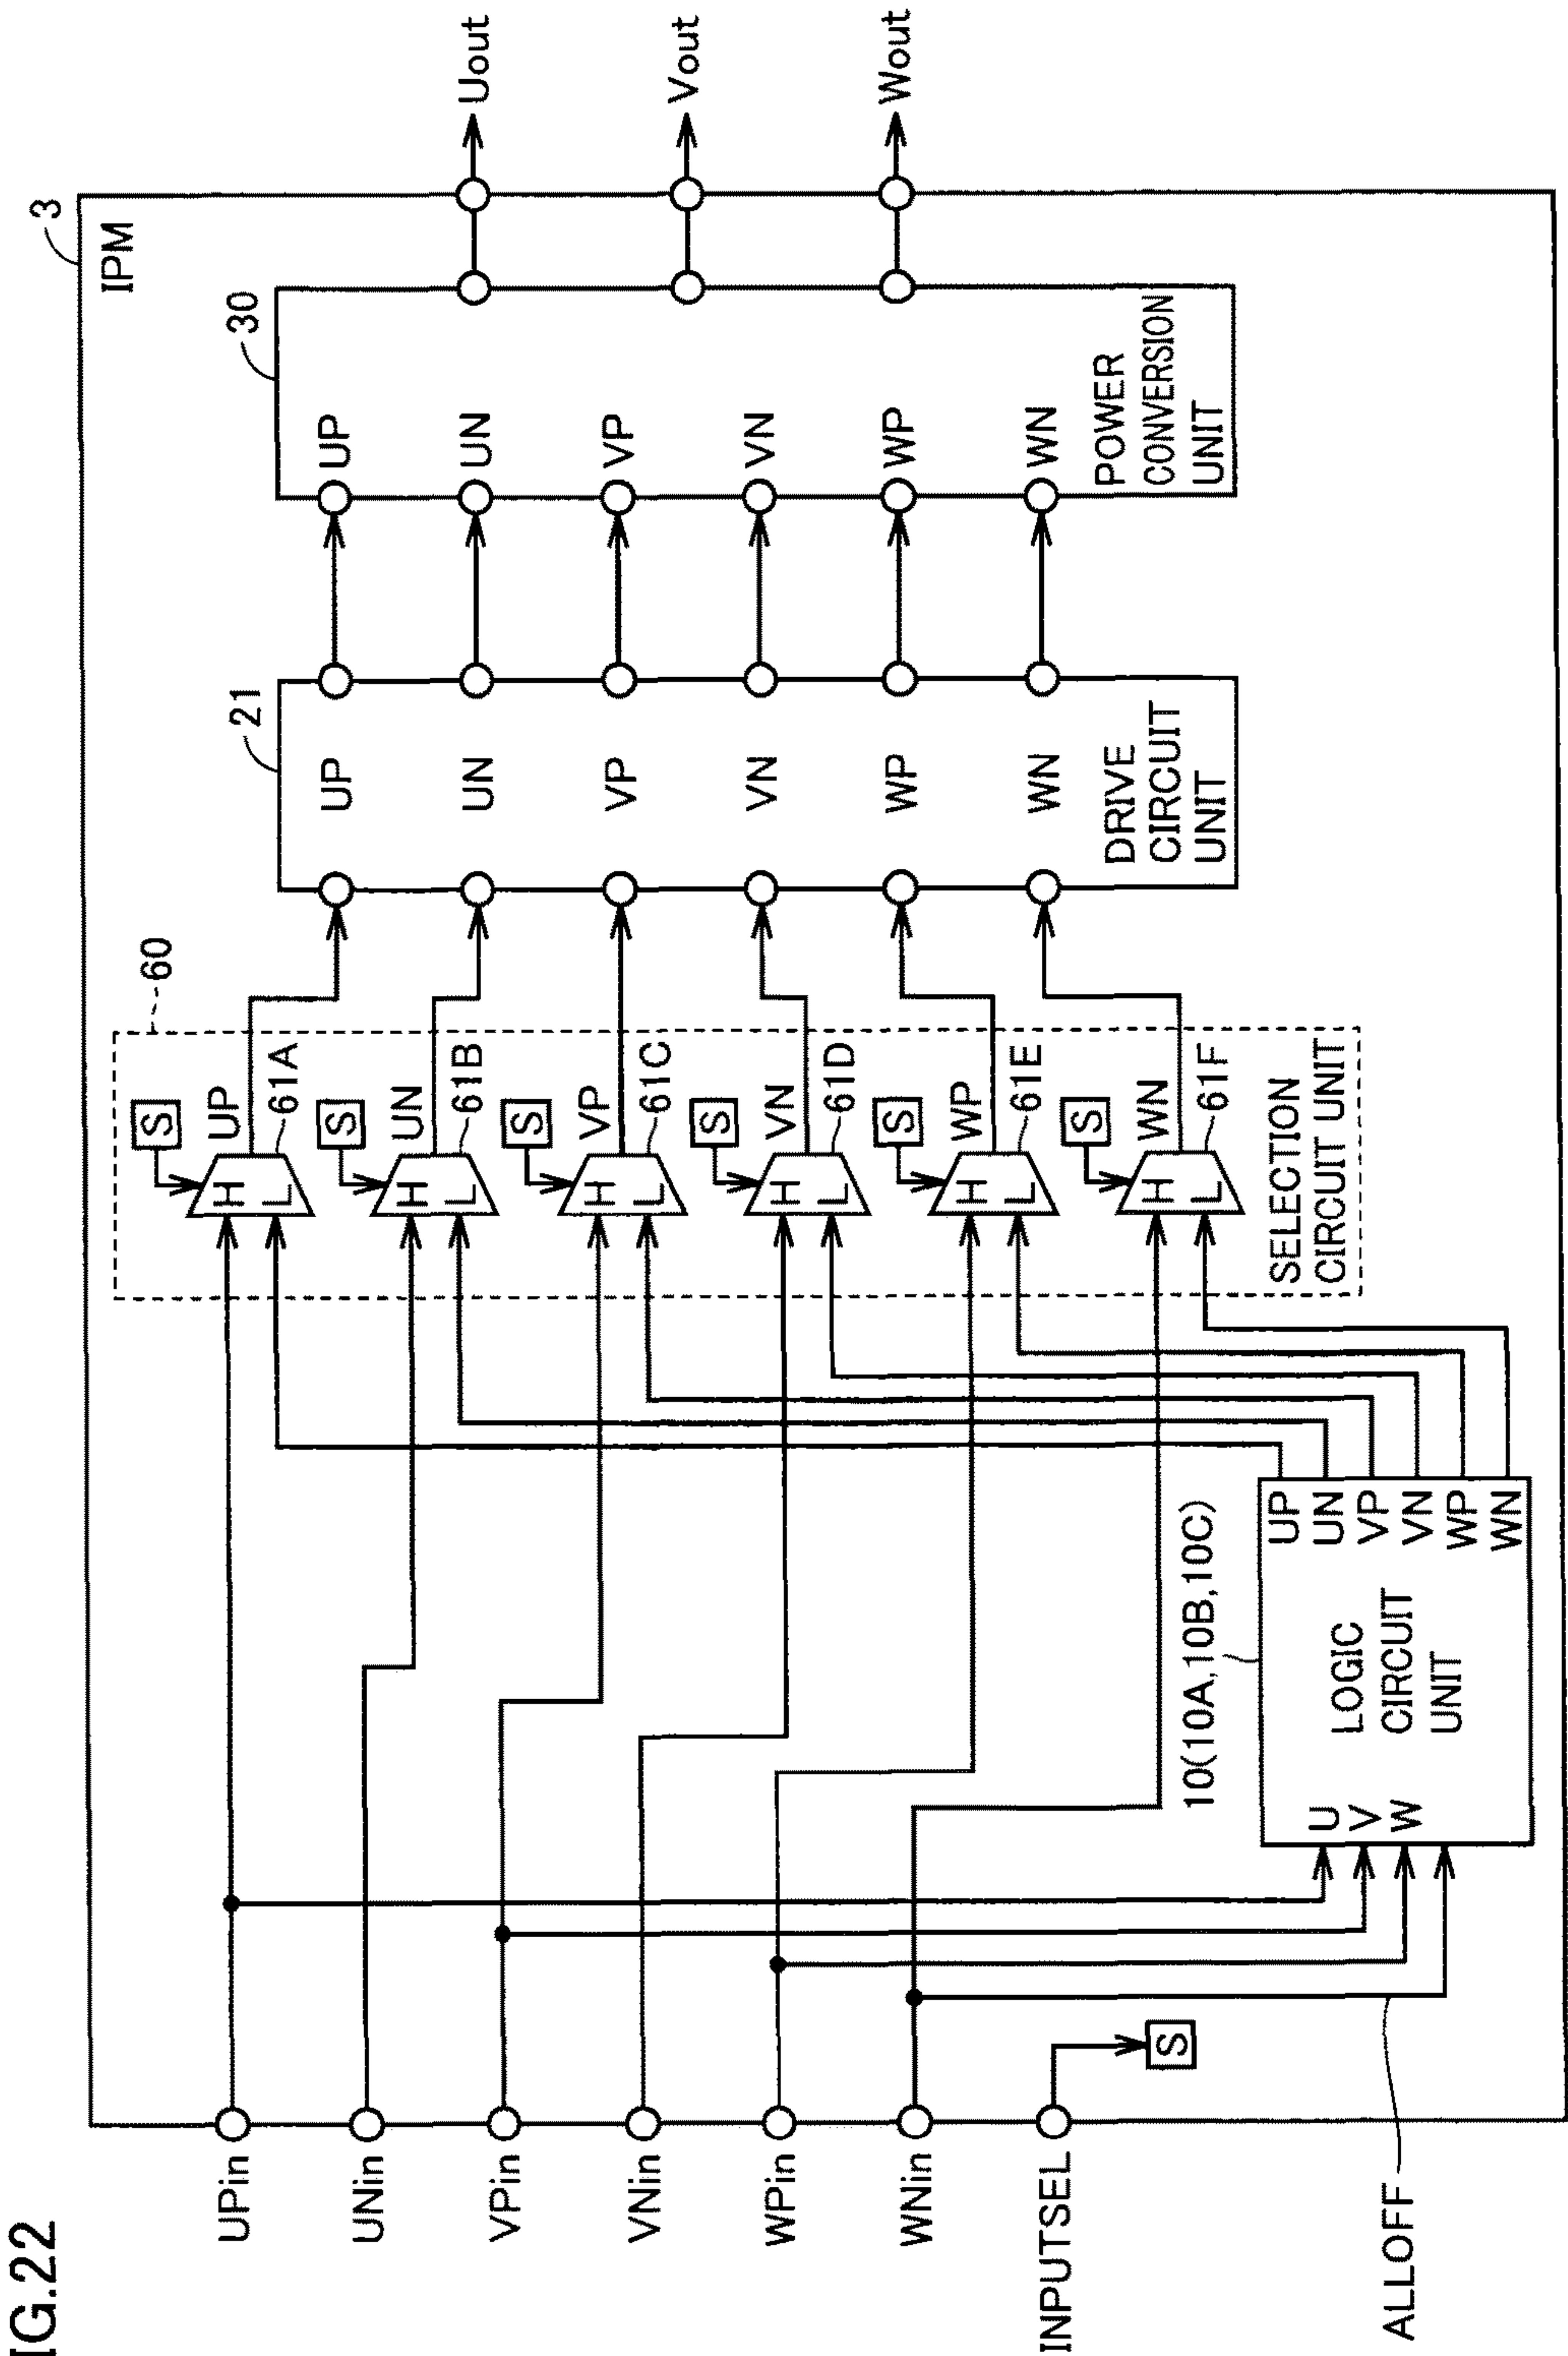 IG.22
3
IPM
UPin
UNin
VPin
VNin
WPin
WNin
INPUTSEL
S
ALLOFF
10(10A,10B,10C)
U
V
W
LOGIC
CIRCUIT
UNIT
UP
UN
VP
VN
WP
WN
60
S
H
L
UP
61A
S
H
L
UN
61B
S
H
L
VP
61C
S
H
L
VN
61D
S
H
L
WP
61E
S
H
L
WN
61F
SELECTION
CIRCUIT UNIT
21
UP
UN
VP
VN
WP
WN
DRIVE
CIRCUIT
UNIT
30
UP
UN
VP
VN
WP
WN
POWER
CONVERSION
UNIT
Uout
Vout
Wout